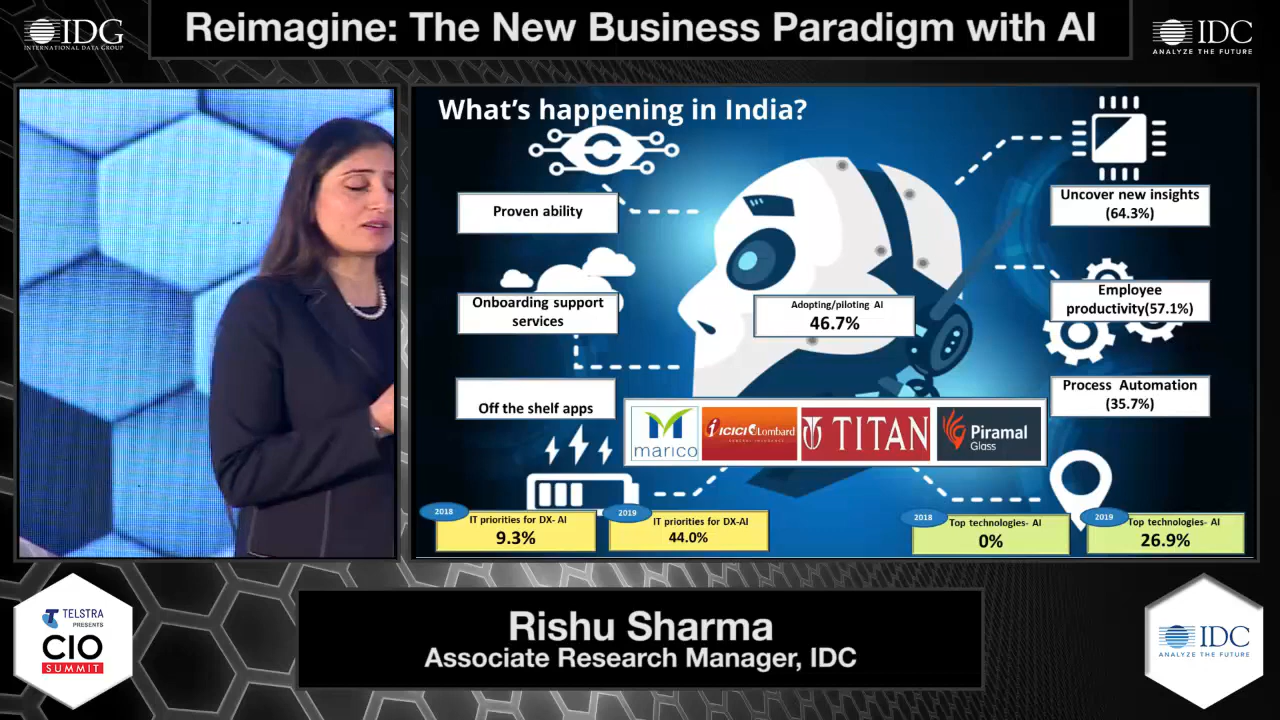 IDG
INTERNATIONAL DATA GROUP
Reimagine: The New Business Paradigm with AI
IDC
ANALYZE THE FUTURE
What's happening in India?
Proven ability
Onboarding support
services
Off the shelf apps
Adopting/piloting AI
46.7%
Uncover new insights
(64.3%)
Employee
productivity(57.1%)
Process Automation
(35.7%)
marico
ICICI Lombard
GENERAL INSURANCE
TITAN
Piramal
Glass
2018
IT priorities for DX- AI
9.3%
2019
IT priorities for DX-AI
44.0%
2018
Top technologies- AI
0%
2019
Top technologies- AI
26.9%
TELSTRA
PRESENTS
CIO
SUMMIT
Rishu Sharma
Associate Research Manager, IDC
IDC
ANALYZE THE FUTURE